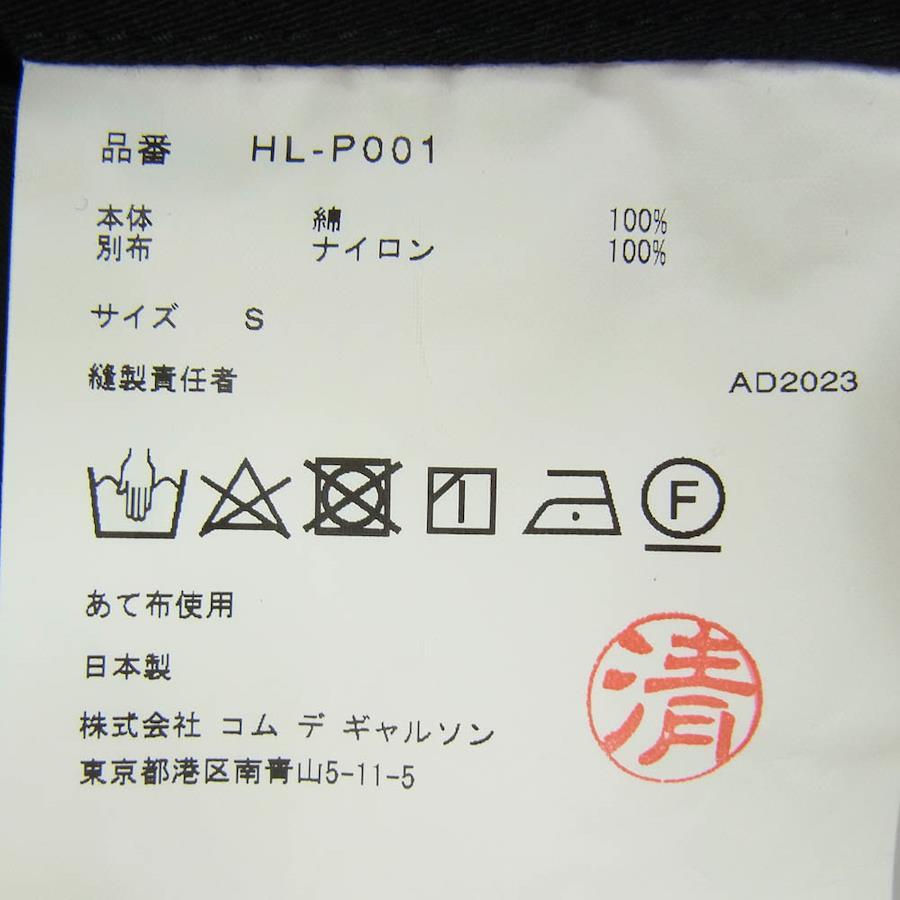 品番 HL-P001
本体 綿 100%
別布 ナイロン 100%
サイズ S
縫製責任者 AD2023
F
あて布使用
日本製
清
株式会社 コム デ ギャルソン
東京都港区南青山5-11-5